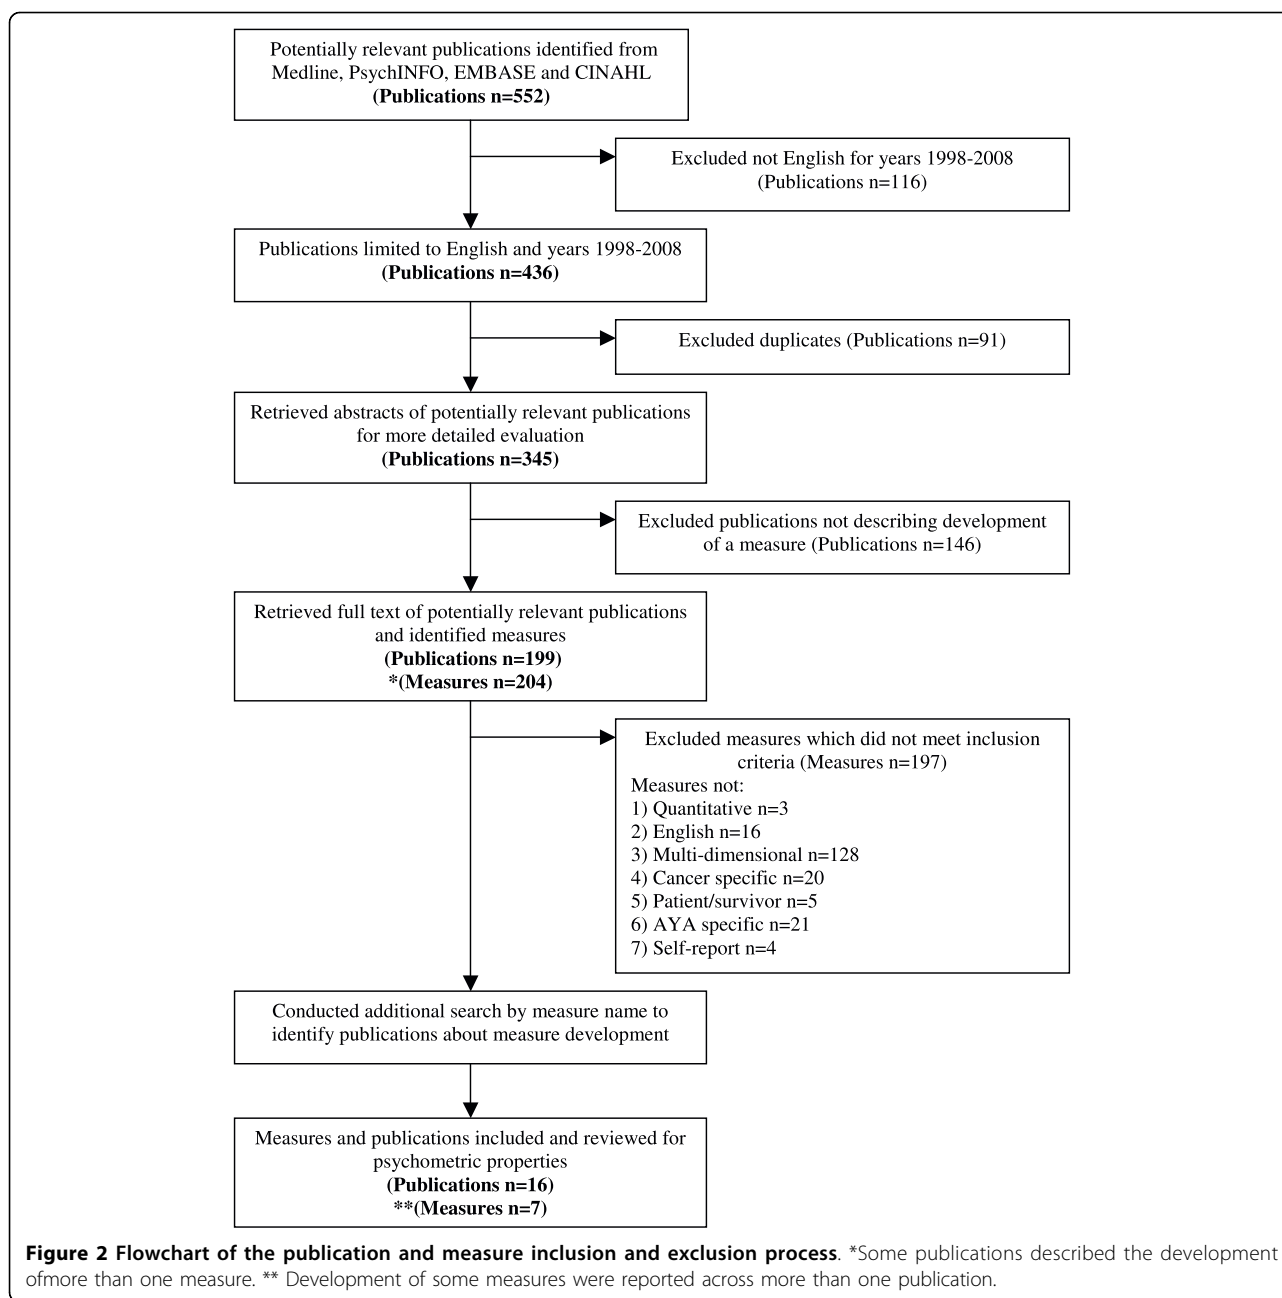 Potentially relevant publications identified from
Medline, PsychINFO, EMBASE and CINAHL
(Publications n=552)
Excluded not English for years 1998-2008
(Publications n=116)
Publications limited to English and years 1998-2008
(Publications n=436)
Excluded duplicates (Publications n=91)
Retrieved abstracts of potentially relevant publications
for more detailed evaluation
(Publications n=345)
Excluded publications not describing development
of a measure (Publications n=146)
Retrieved full text of potentially relevant publications
and identified measures
(Publications n=199)
*(Measures n=204)
Excluded measures which did not meet inclusion
criteria (Measures n=197)
Measures not:
1) Quantitative n=3
2) English n=16
3) Multi-dimensional n=128
4) Cancer specific n=20
5) Patient/survivor n=5
6) AYA specific n=21
7) Self-report n=4
Conducted additional search by measure name to
identify publications about measure development
Measures and publications included and reviewed for
psychometric properties
(Publications n=16)
**(Measures n=7)
Figure 2 Flowchart of the publication and measure inclusion and exclusion process. *Some publications described the development
ofmore than one measure. ** Development of some measures were reported across more than one publication.